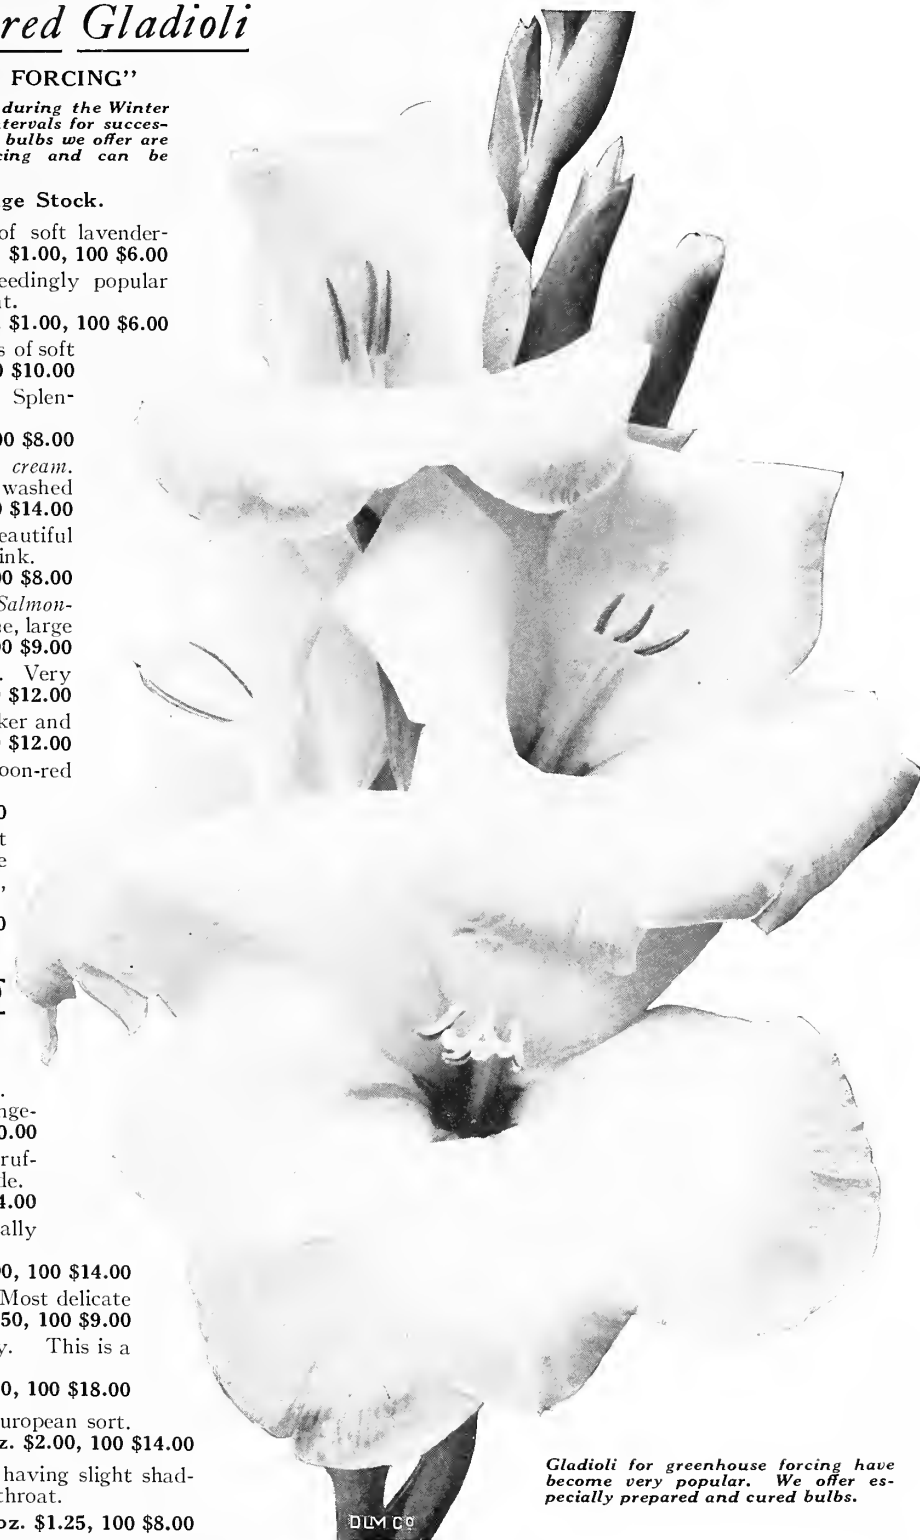 red Gladioli
FORCING”
during the Winter
tervals for succes-
bulbs we offer are
cing and can be
ge Stock.
of soft lavender-
$1.00, 100 $6.00
eedingly popular
t.
$1.00, 100 $6.00
s of soft
0 $10.00
Splen-
00 $8.00
cream.
washed
0 $14.00
eautiful
ink.
00 $8.00
Salmon-
e, large
00 $9.00
. Very
$12.00
ker and
$12.00
oon-red
0
t
e
,
0
s
.
nge-
0.00
ruf-
le.
4.00
ally
00, 100 $14.00
Most delicate
50, 100 $9.00
y. This is a
0, 100 $18.00
uropean sort.
z. $2.00, 100 $14.00
having slight shad-
throat.
oz. $1.25, 100 $8.00
Gladioli for greenhouse forcing have
become very popular. We offer es-
pecially prepared and cured bulbs.
DLM Co